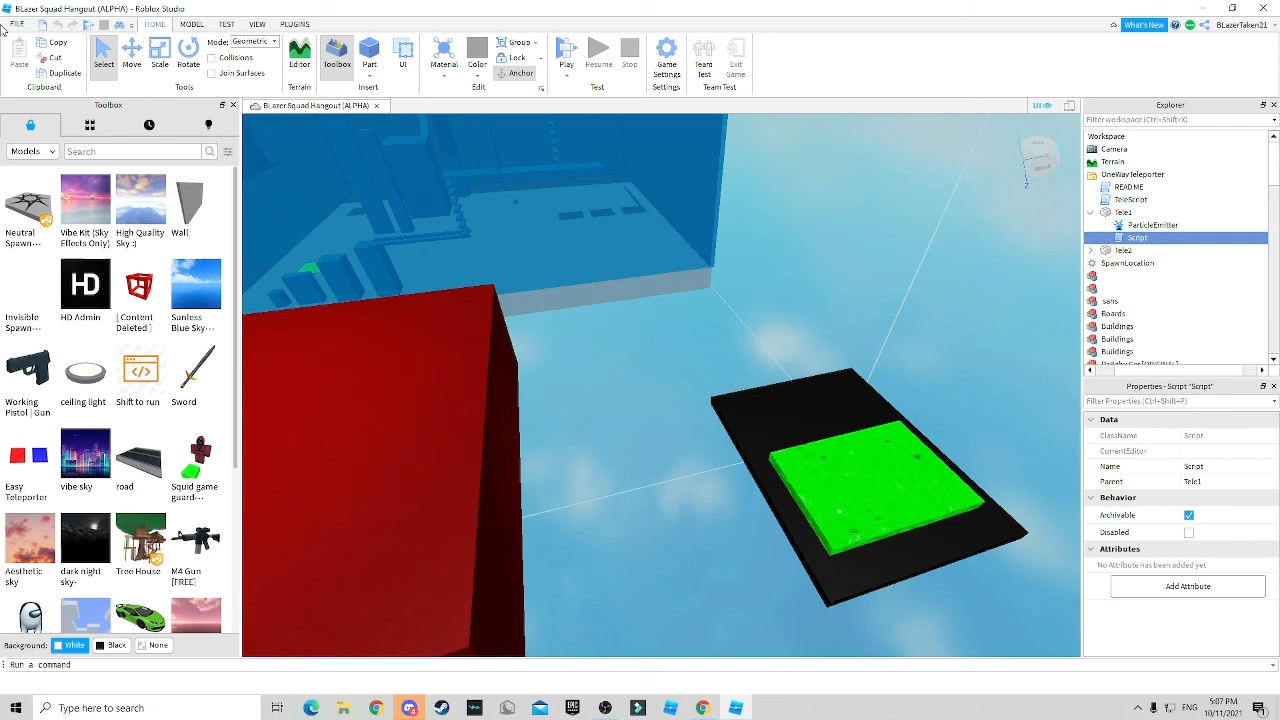 BLazer Squad Hangout (ALPHA) - Roblox Studio
FILE HOME MODEL TEST VIEW PLUGINS What's New BLazerTaken21
Paste Copy Cut Duplicate Clipboard
Select Move Scale Rotate Mode: Geometric Collisions Join Surfaces Tools
Editor Terrain
Toolbox Part UI Insert
Material Color Group Lock Anchor Edit
Play Resume Stop Test
Game Settings Settings
Team Test Exit Game Team Test
Toolbox
Models Search
Neutral Spawn...
Vibe Kit (Sky Effects Only)
High Quality Sky :)
Wall
Invisible Spawn...
HD
HD Admin
[ Content Deleted ]
Sunless Blue Sky...
Working Pistol | Gun
ceiling light
Shift to run
Sword
Easy Teleporter
vibe sky
road
Squid game guard...
Aesthetic sky
dark night sky-
Tree House
M4 Gun [FREE]
Background: White Black None
BLazer Squad Hangout (ALPHA)
UI
Explorer
Filter workspace (Ctrl+Shift+X)
Workspace
Camera
Terrain
OneWayTeleporter
README
TeleScript
Tele1
ParticleEmitter
Script
Tele2
SpawnLocation
sans
Boards
Buildings
Buildings
Buildings
Properties - Script "Script"
Filter Properties (Ctrl+Shift+P)
Data
ClassName Script
CurrentEditor
Name Script
Parent Tele1
Behavior
Archivable
Disabled
Attributes
No Attribute has been added yet
Add Attribute
Run a command
Type here to search
ENG
5:07 PM
10/11/2021